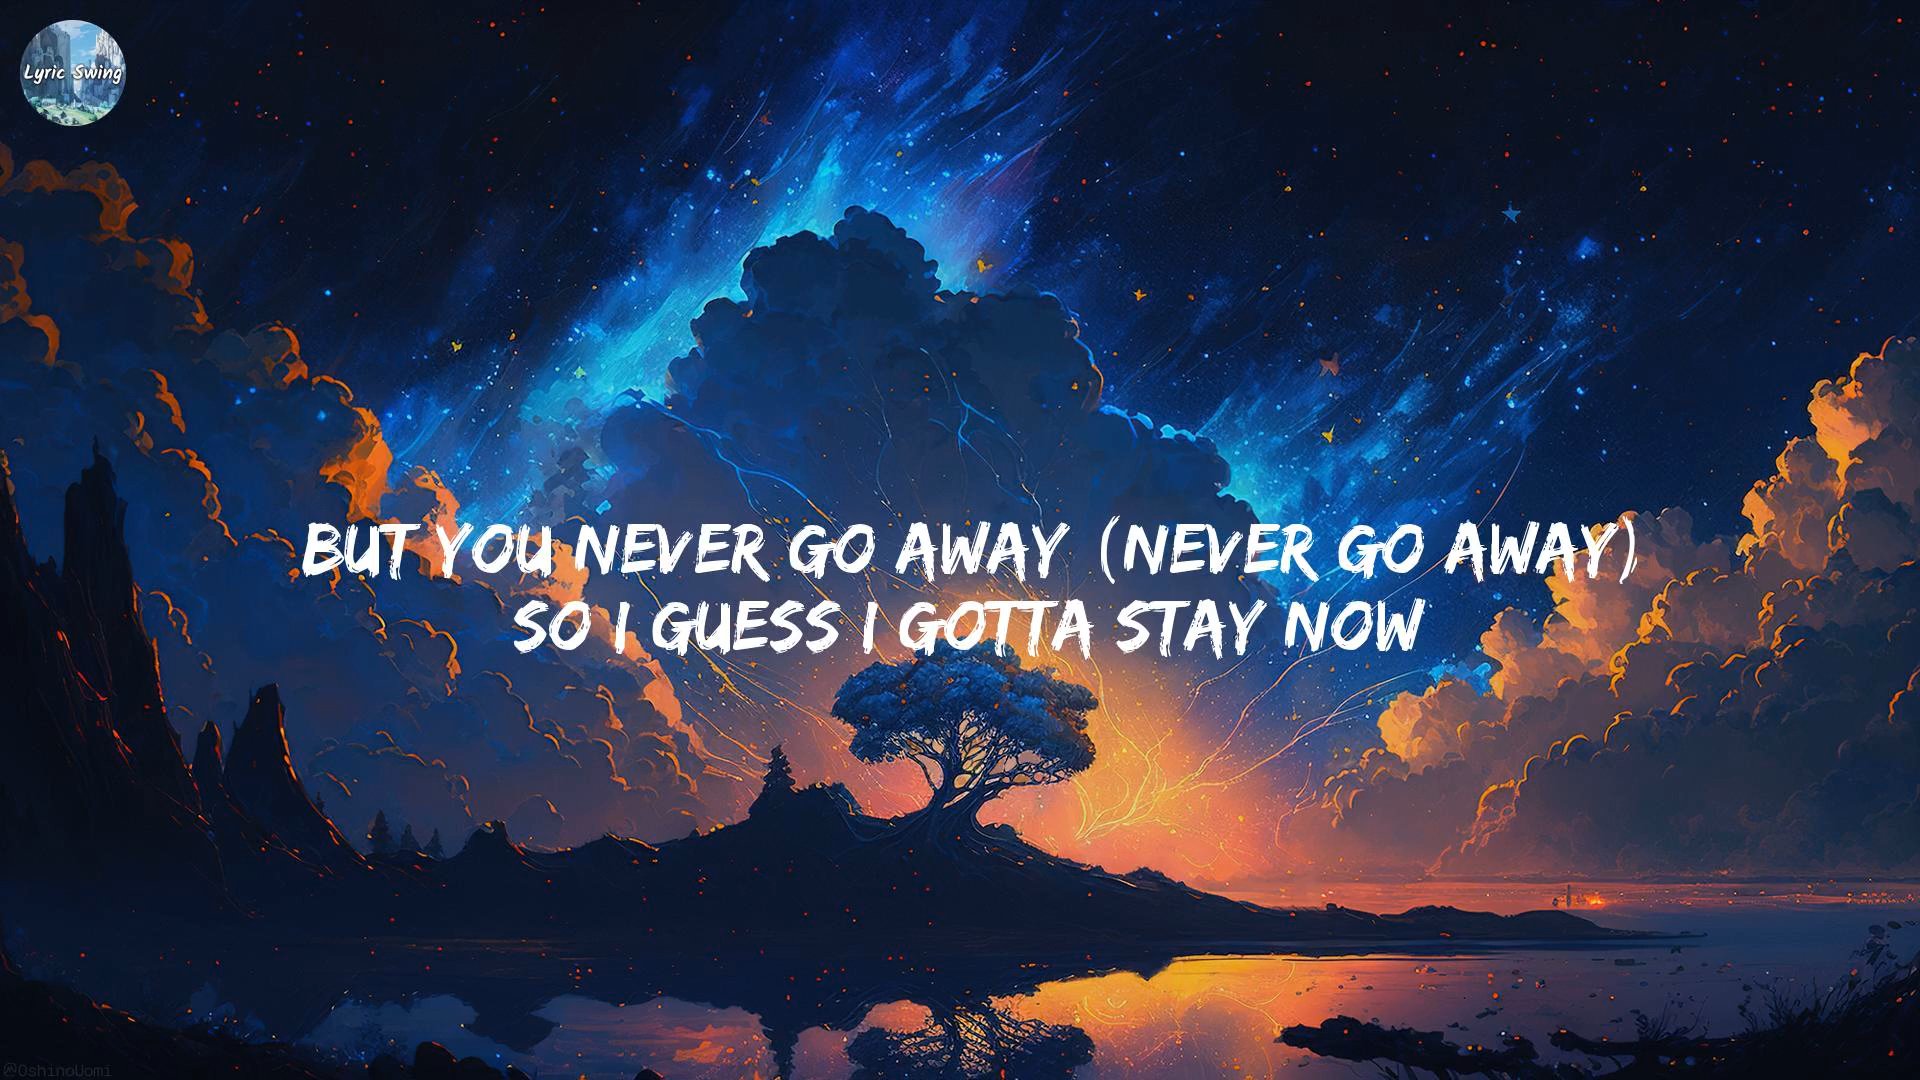 Lyric Swing
BUT YOU NEVER GO AWAY (NEVER GO AWAY)
SO I GUESS I GOTTA STAY NOW
@OshinoUomi